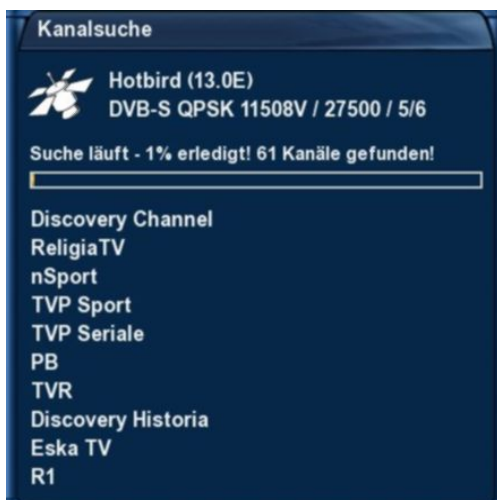 Kanalsuche
Hotbird (13.0E)
DVB-S QPSK 11508V / 27500 / 5/6
Suche läuft - 1% erledigt! 61 Kanäle gefunden!
Discovery Channel
ReligiaTV
nSport
TVP Sport
TVP Seriale
PB
TVR
Discovery Historia
Eska TV
R1